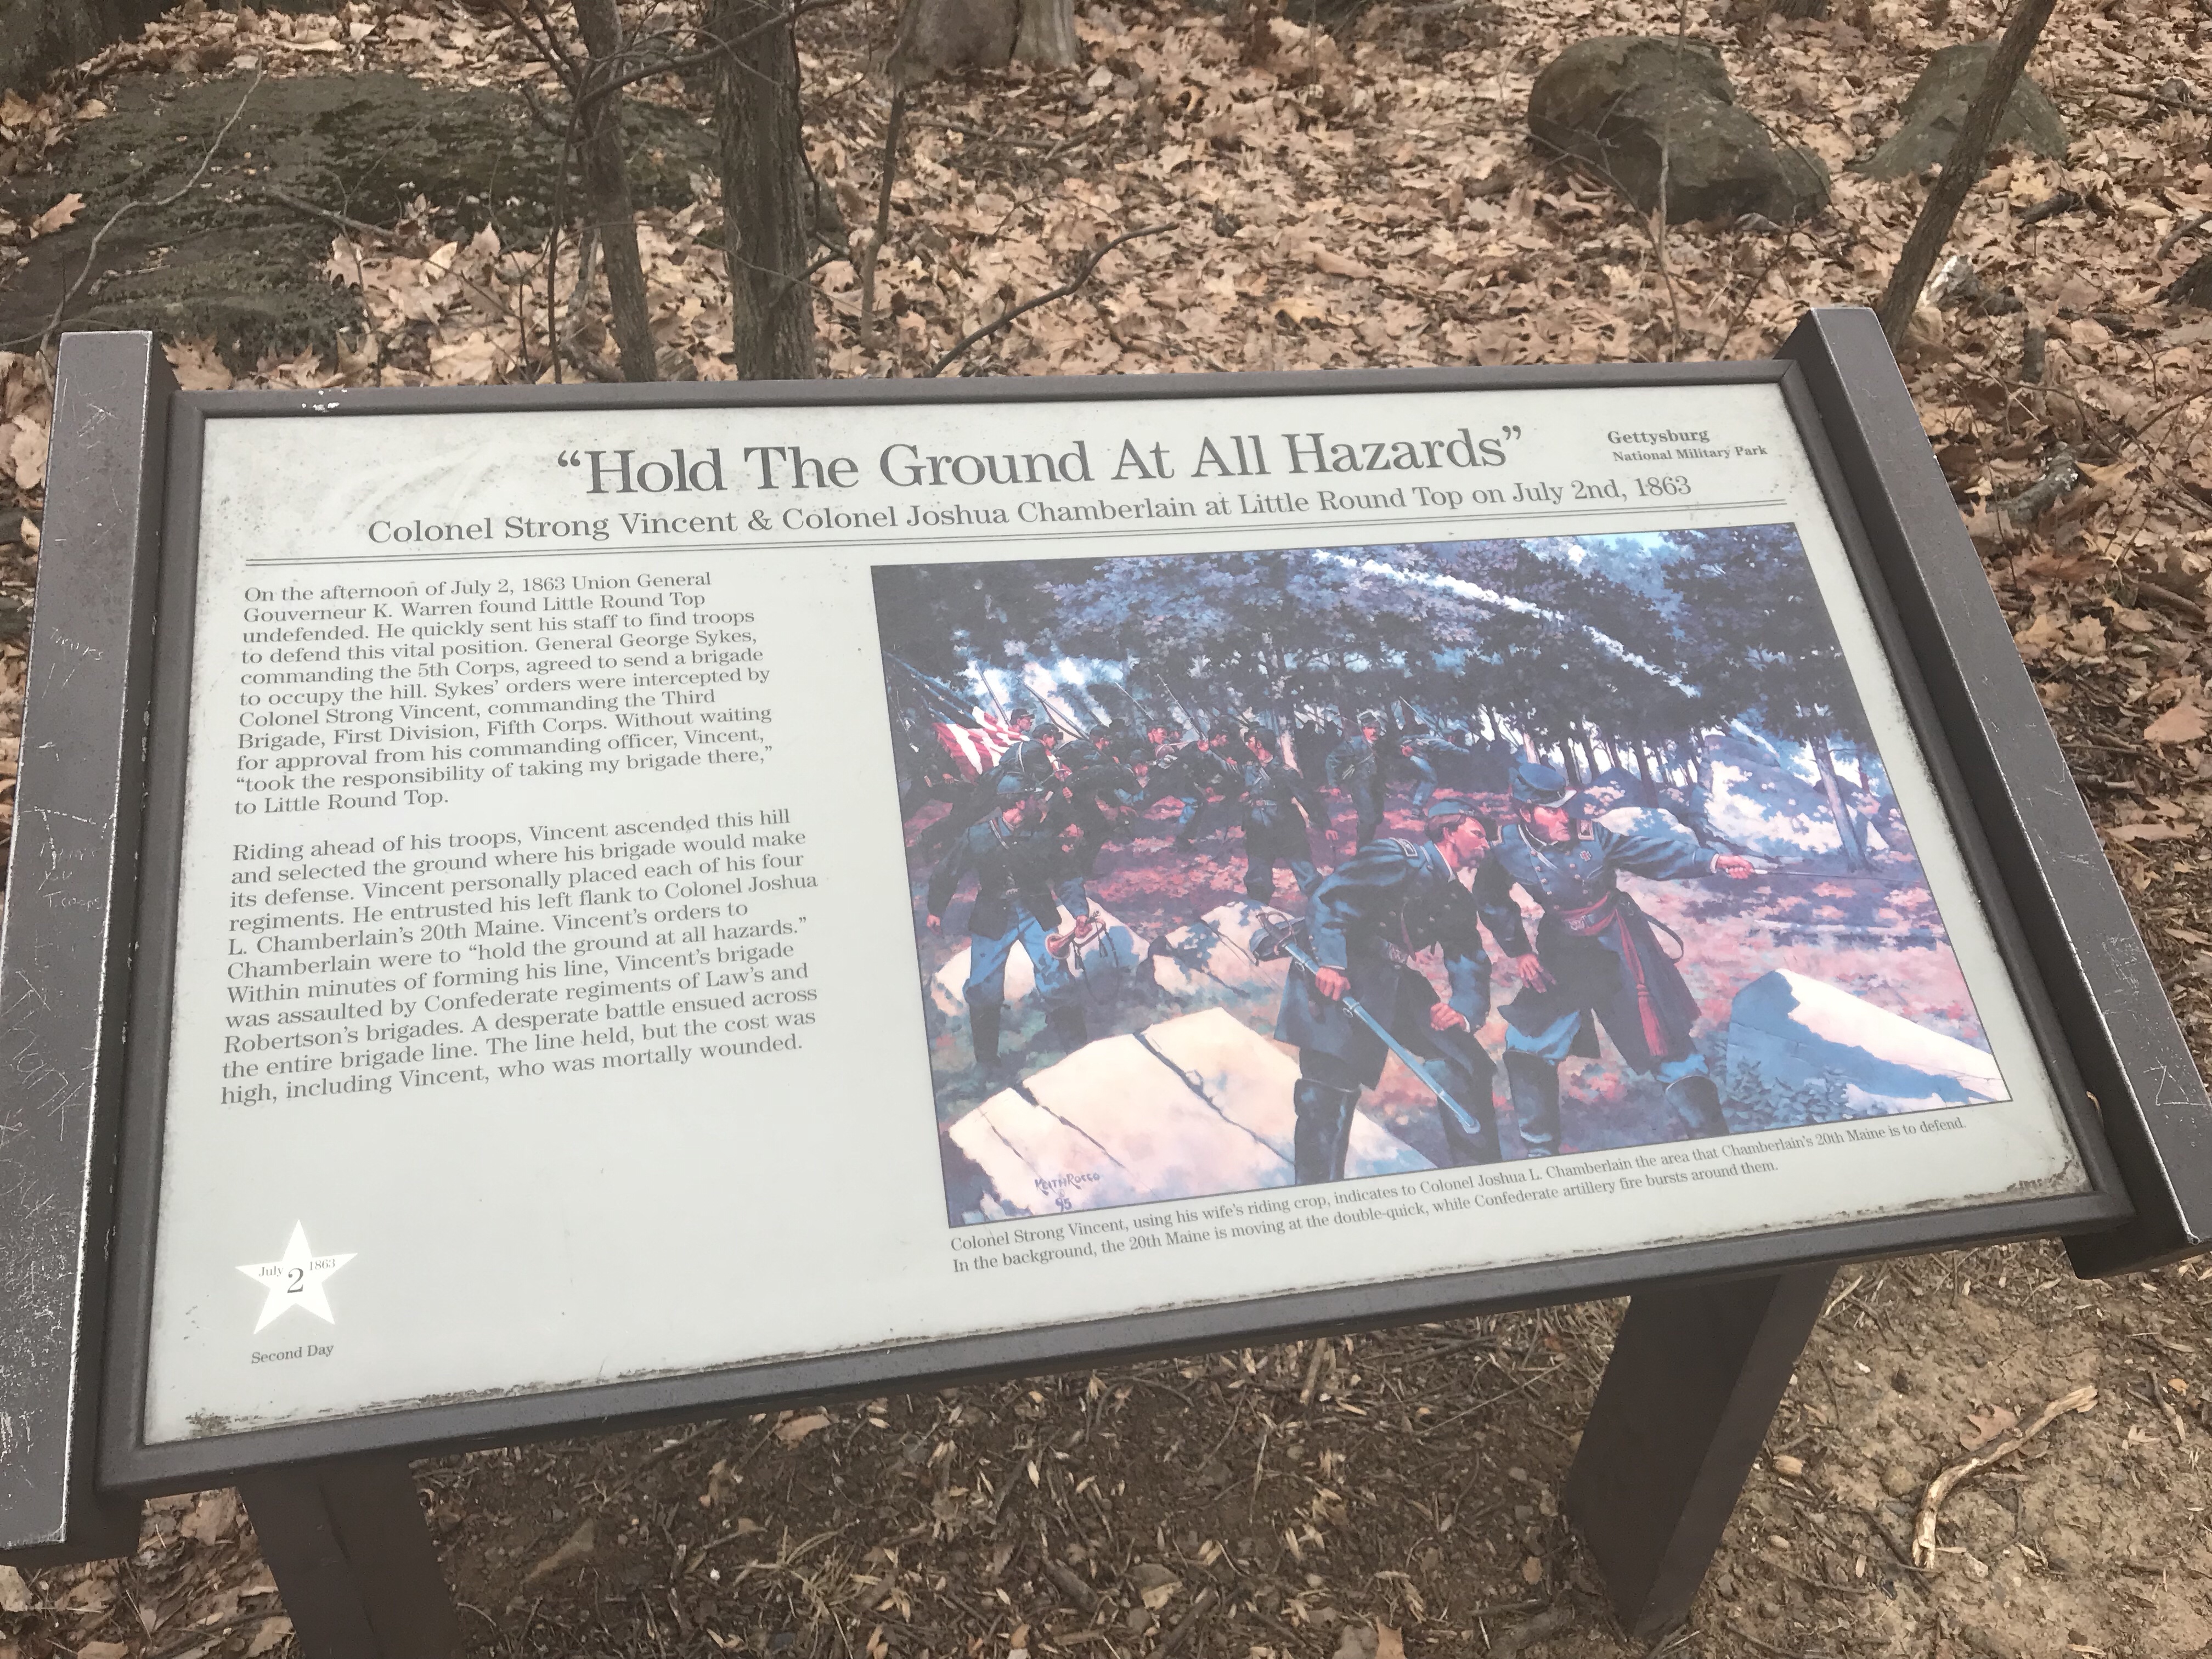 “Hold The Ground At All Hazards”
Gettysburg
National Military Park
Colonel Strong Vincent & Colonel Joshua Chamberlain at Little Round Top on July 2nd, 1863
On the afternoon of July 2, 1863 Union General
Gouverneur K. Warren found Little Round Top
undefended. He quickly sent his staff to find troops
to defend this vital position. General George Sykes,
commanding the 5th Corps, agreed to send a brigade
to occupy the hill. Sykes’ orders were intercepted by
Colonel Strong Vincent, commanding the Third
Brigade, First Division, Fifth Corps. Without waiting
for approval from his commanding officer, Vincent,
“took the responsibility of taking my brigade there,”
to Little Round Top.
Riding ahead of his troops, Vincent ascended this hill
and selected the ground where his brigade would make
its defense. Vincent personally placed each of his four
regiments. He entrusted his left flank to Colonel Joshua
L. Chamberlain’s 20th Maine. Vincent’s orders to
Chamberlain were to “hold the ground at all hazards.”
Within minutes of forming his line, Vincent’s brigade
was assaulted by Confederate regiments of Law’s and
Robertson’s brigades. A desperate battle ensued across
the entire brigade line. The line held, but the cost was
high, including Vincent, who was mortally wounded.
KEITH ROCCO
95
Colonel Strong Vincent, using his wife’s riding crop, indicates to Colonel Joshua L. Chamberlain the area that Chamberlain’s 20th Maine is to defend.
In the background, the 20th Maine is moving at the double-quick, while Confederate artillery fire bursts around them.
July 2 1863
Second Day